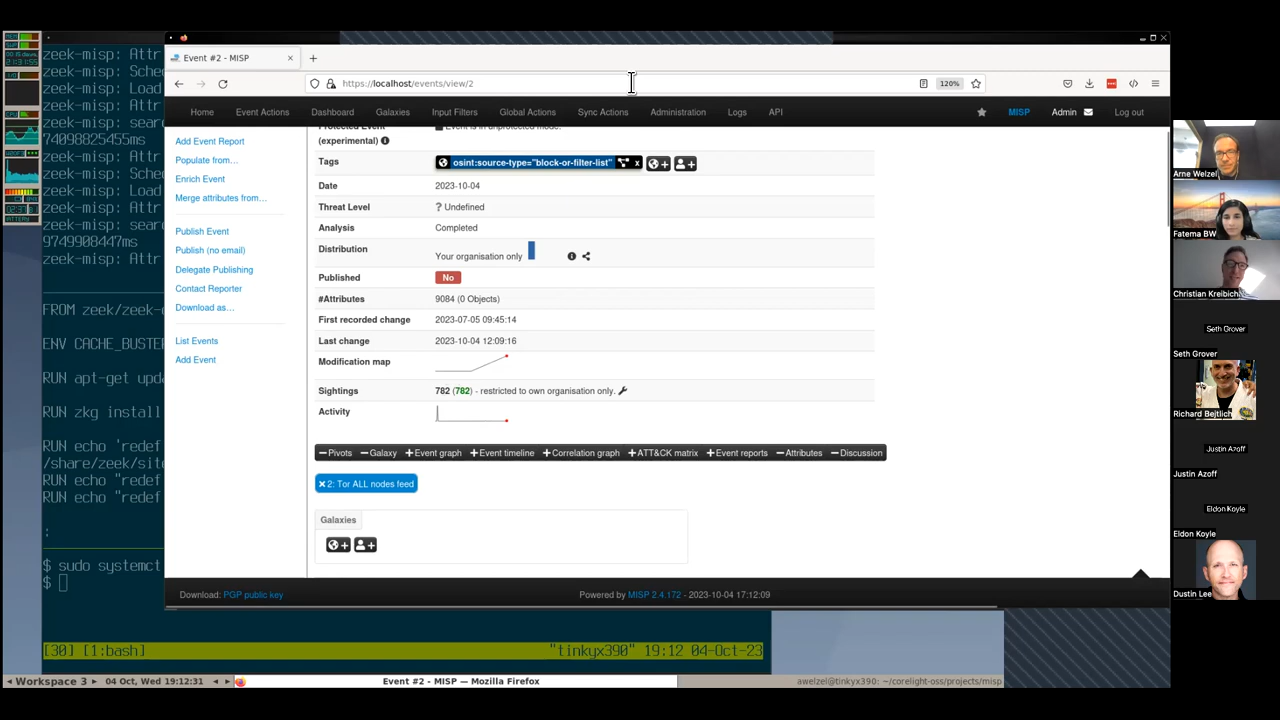 Event #2 - MISP
https://localhost/events/view/2
120%
Home
Event Actions
Dashboard
Galaxies
Input Filters
Global Actions
Sync Actions
Administration
Logs
API
MISP
Admin
Log out
Add Event Report
Populate from…
Enrich Event
Merge attributes from…
Publish Event
Publish (no email)
Delegate Publishing
Contact Reporter
Download as…
List Events
Add Event
Protected Event Event is in unprotected mode.
(experimental)
Tags osint:source-type="block-or-filter-list" x
Date 2023-10-04
Threat Level ? Undefined
Analysis Completed
Distribution Your organisation only
Published No
#Attributes 9084 (0 Objects)
First recorded change 2023-07-05 09:45:14
Last change 2023-10-04 12:09:16
Modification map
Sightings 782 (782) - restricted to own organisation only.
Activity
Pivots
Galaxy
Event graph
Event timeline
Correlation graph
ATT&CK matrix
Event reports
Attributes
Discussion
2: Tor ALL nodes feed
Galaxies
Download: PGP public key
Powered by MISP 2.4.172 - 2023-10-04 17:12:09
zeek-misp: Attr
zeek-misp: Sche
zeek-misp: Load
zeek-misp: Attr
zeek-misp: sear
74098825455ms
zeek-misp: Sche
zeek-misp: Load
zeek-misp: Attr
zeek-misp: Attr
zeek-misp: sear
9749908447ms
FROM zeek/zeek-
ENV CACHE_BUSTE
RUN apt-get upda
RUN zkg install
RUN echo 'redef
/share/zeek/sit
RUN echo "redef
RUN echo "redef
:
$ sudo systemct
$
[30] [1:bash]
"tinkyx390" 19:12 04-Oct-23
Workspace 3
04 Oct, Wed 19:12:31
Event #2 - MISP — Mozilla Firefox
awelzel@tinkyx390: ~/corelight-oss/projects/misp
Arne Welzel
Fatema BW
Christian Kreibich
Seth Grover
Seth Grover
Richard Bejtlich
Justin Azoff
Justin Azoff
Eldon Koyle
Eldon Koyle
Dustin Lee